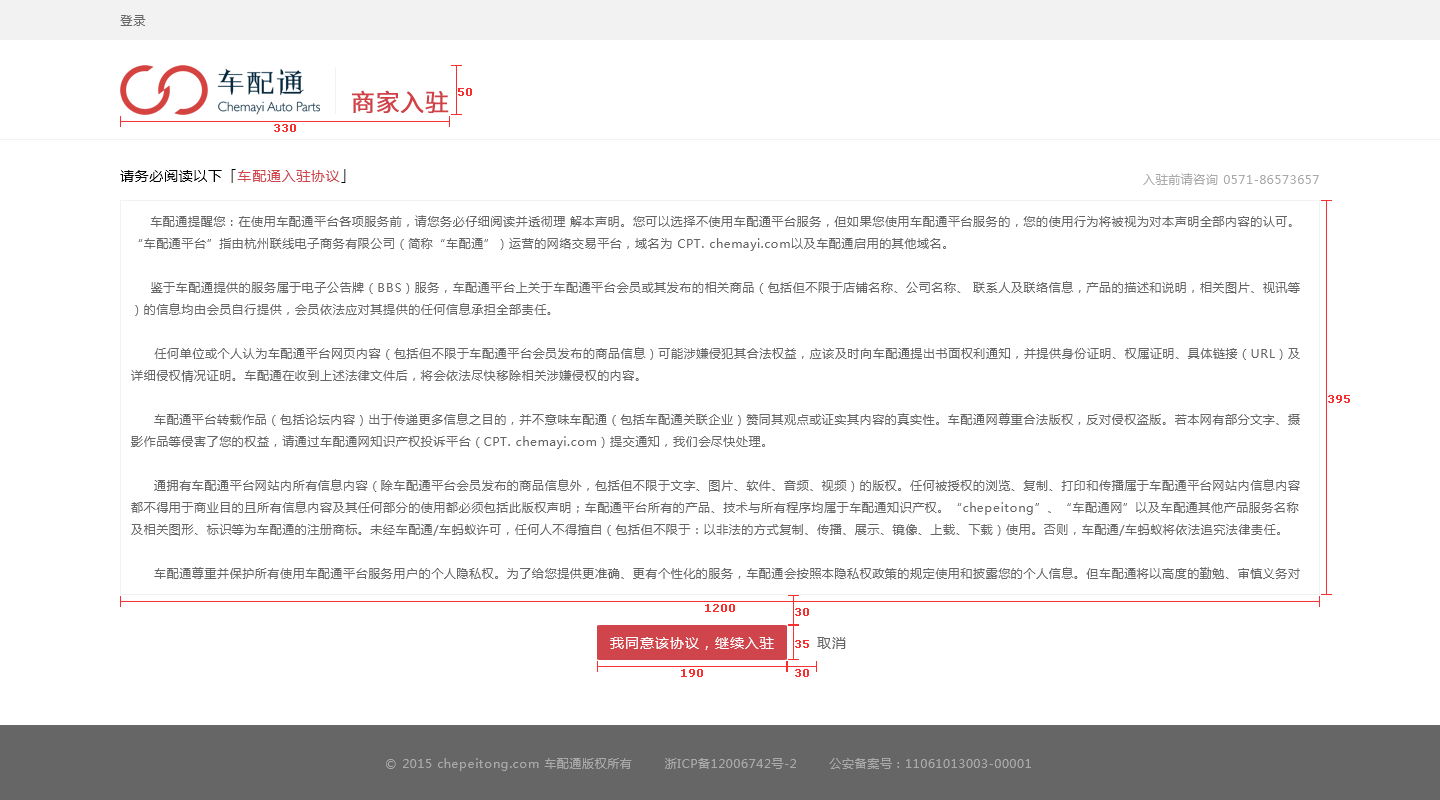 登录
车配通
Chemayi Auto Parts
商家入驻
50
330
请务必阅读以下「车配通入驻协议」
入驻前请咨询 0571-86573657
车配通提醒您：在使用车配通平台各项服务前，请您务必仔细阅读并透彻理 解本声明。您可以选择不使用车配通平台服务，但如果您使用车配通平台服务的，您的使用行为将被视为对本声明全部内容的认可。
“车配通平台”指由杭州联线电子商务有限公司（简称“车配通”）运营的网络交易平台，域名为 CPT. chemayi.com以及车配通启用的其他域名。
鉴于车配通提供的服务属于电子公告牌（BBS）服务，车配通平台上关于车配通平台会员或其发布的相关商品（包括但不限于店铺名称、公司名称、 联系人及联络信息，产品的描述和说明，相关图片、视讯等
）的信息均由会员自行提供，会员依法应对其提供的任何信息承担全部责任。
任何单位或个人认为车配通平台网页内容（包括但不限于车配通平台会员发布的商品信息）可能涉嫌侵犯其合法权益，应该及时向车配通提出书面权利通知，并提供身份证明、权属证明、具体链接（URL）及
详细侵权情况证明。车配通在收到上述法律文件后，将会依法尽快移除相关涉嫌侵权的内容。
395
车配通平台转载作品（包括论坛内容）出于传递更多信息之目的，并不意味车配通（包括车配通关联企业）赞同其观点或证实其内容的真实性。车配通网尊重合法版权，反对侵权盗版。若本网有部分文字、摄
影作品等侵害了您的权益，请通过车配通网知识产权投诉平台（CPT. chemayi.com）提交通知，我们会尽快处理。
通拥有车配通平台网站内所有信息内容（除车配通平台会员发布的商品信息外，包括但不限于文字、图片、软件、音频、视频）的版权。任何被授权的浏览、复制、打印和传播属于车配通平台网站内信息内容
都不得用于商业目的且所有信息内容及其任何部分的使用都必须包括此版权声明；车配通平台所有的产品、技术与所有程序均属于车配通知识产权。“chepeitong”、“车配通网”以及车配通其他产品服务名称
及相关图形、标识等为车配通的注册商标。未经车配通/车蚂蚁许可，任何人不得擅自（包括但不限于：以非法的方式复制、传播、展示、镜像、上载、下载）使用。否则，车配通/车蚂蚁将依法追究法律责任。
车配通尊重并保护所有使用车配通平台服务用户的个人隐私权。为了给您提供更准确、更有个性化的服务，车配通会按照本隐私权政策的规定使用和披露您的个人信息。但车配通将以高度的勤勉、审慎义务对
1200
30
我同意该协议，继续入驻
35
取消
190
30
© 2015 chepeitong.com 车配通版权所有 浙ICP备12006742号-2 公安备案号：11061013003-00001